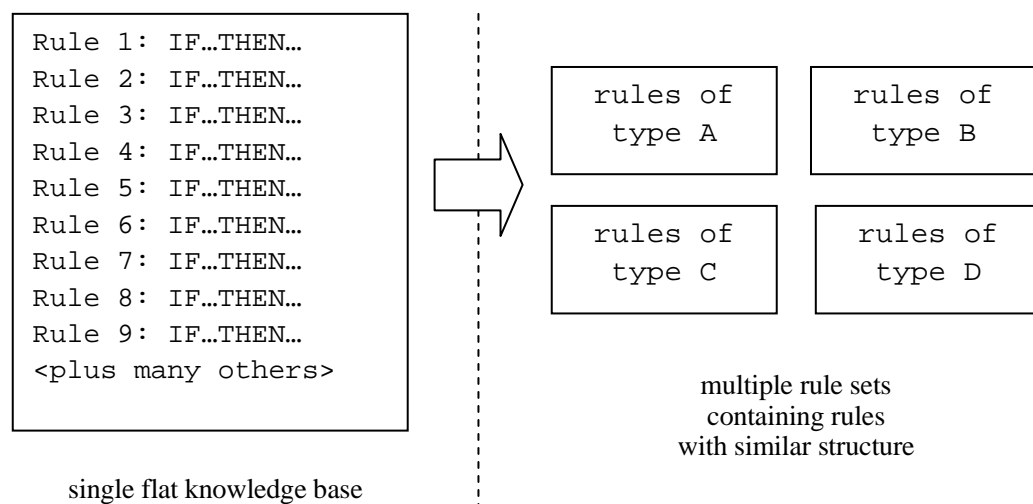 Rule 1: IF…THEN…
Rule 2: IF…THEN…
Rule 3: IF…THEN…
Rule 4: IF…THEN…
Rule 5: IF…THEN…
Rule 6: IF…THEN…
Rule 7: IF…THEN…
Rule 8: IF…THEN…
Rule 9: IF…THEN…
<plus many others>
single flat knowledge base
rules of
type A
rules of
type B
rules of
type C
rules of
type D
multiple rule sets
containing rules
with similar structure